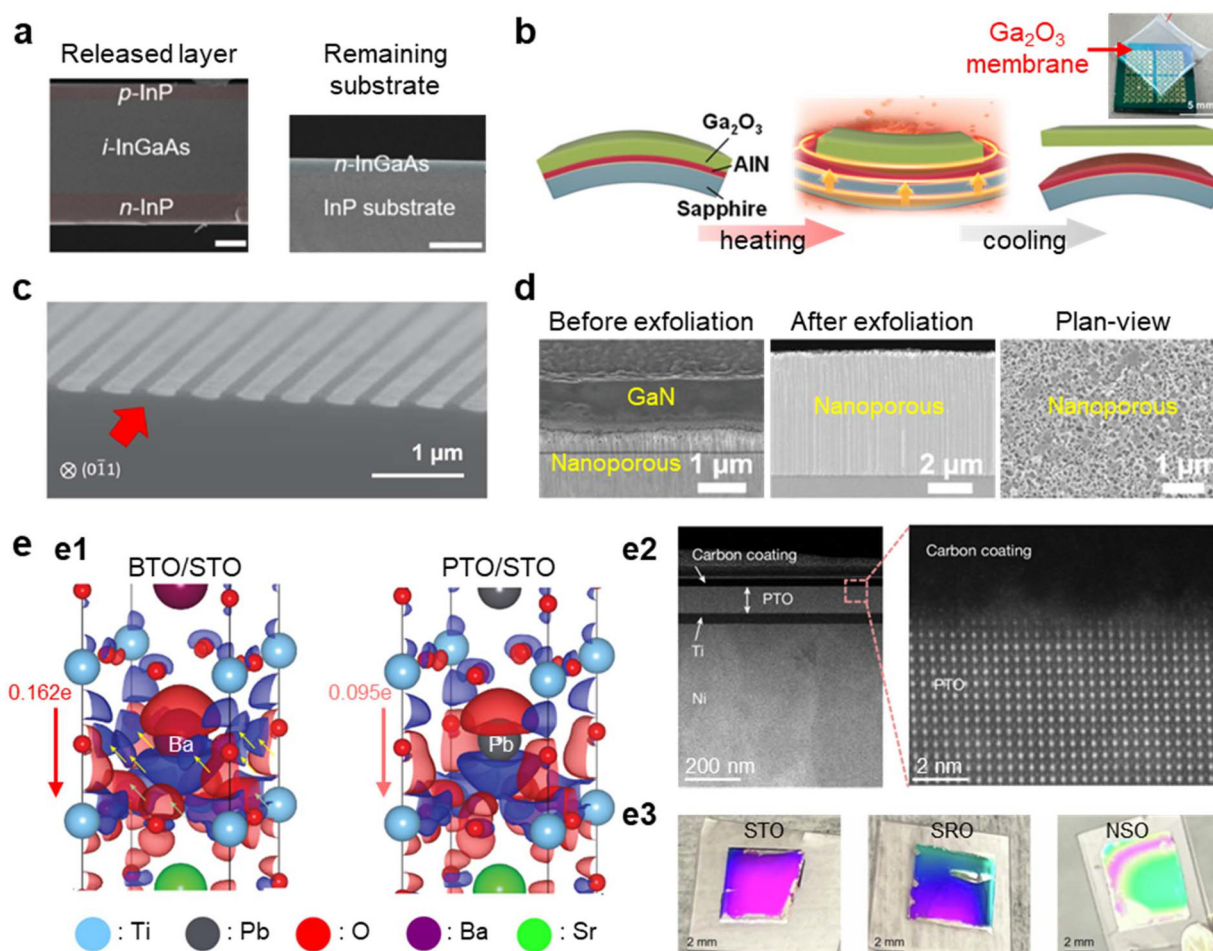 a
Released layer
p-InP
i-InGaAs
n-InP
Remaining
substrate
n-InGaAs
InP substrate
b
Ga₂O₃
membrane
5 mm
Ga₂O₃
AlN
Sapphire
heating
cooling
c
1 μm
⊗ (01̄1)
d
Before exfoliation
GaN
Nanoporous
1 μm
After exfoliation
Nanoporous
2 μm
Plan-view
Nanoporous
1 μm
e
e1
BTO/STO
0.162e
Ba
PTO/STO
0.095e
Pb
: Ti
: Pb
: O
: Ba
: Sr
e2
Carbon coating
PTO
Ti
Ni
200 nm
Carbon coating
PTO
2 nm
e3
STO
2 mm
SRO
2 mm
NSO
2 mm